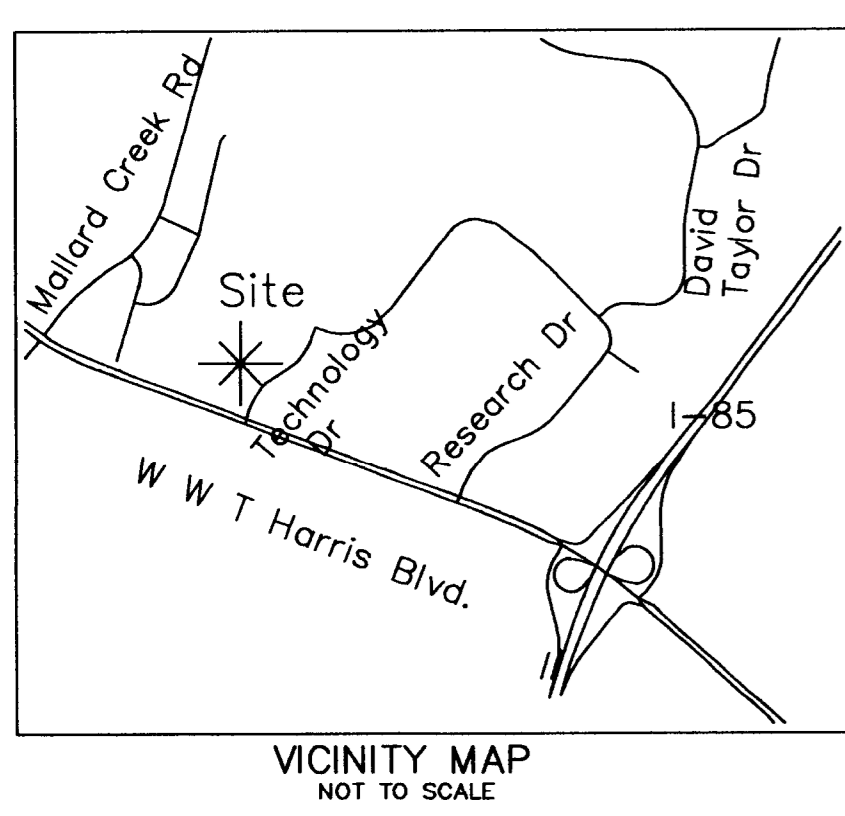 Mallard Creek Rd
Site
Technology
Dr
Research Dr
David
Taylor Dr
I-85
W W T Harris Blvd.
VICINITY MAP
NOT TO SCALE